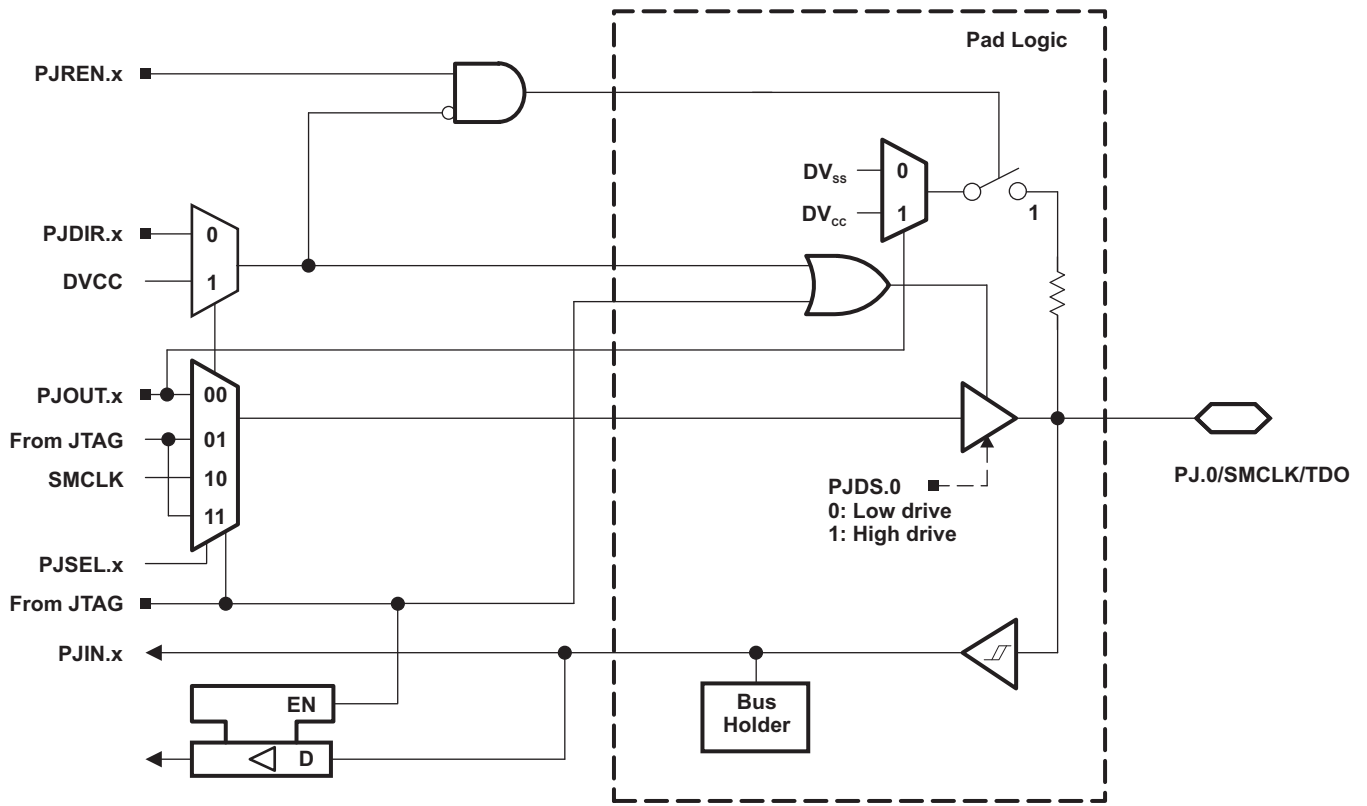 Pad Logic
PJREN.x
DVss
0
DVcc
1
1
PJDIR.x
0
DVCC
1
PJOUT.x
00
From JTAG
01
SMCLK
10
11
PJDS.0
0: Low drive
1: High drive
PJ.0/SMCLK/TDO
PJSEL.x
From JTAG
PJIN.x
EN
D
Bus
Holder